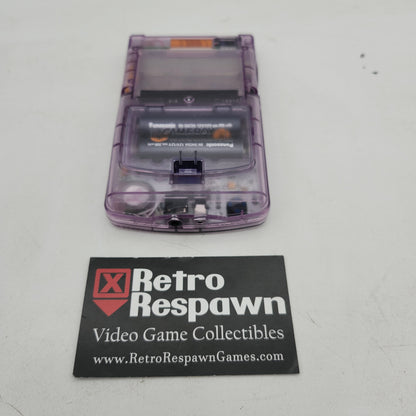 Panasonic
X Retro
Respawn
Video Game Collectibles
www.RetroRespawnGames.com